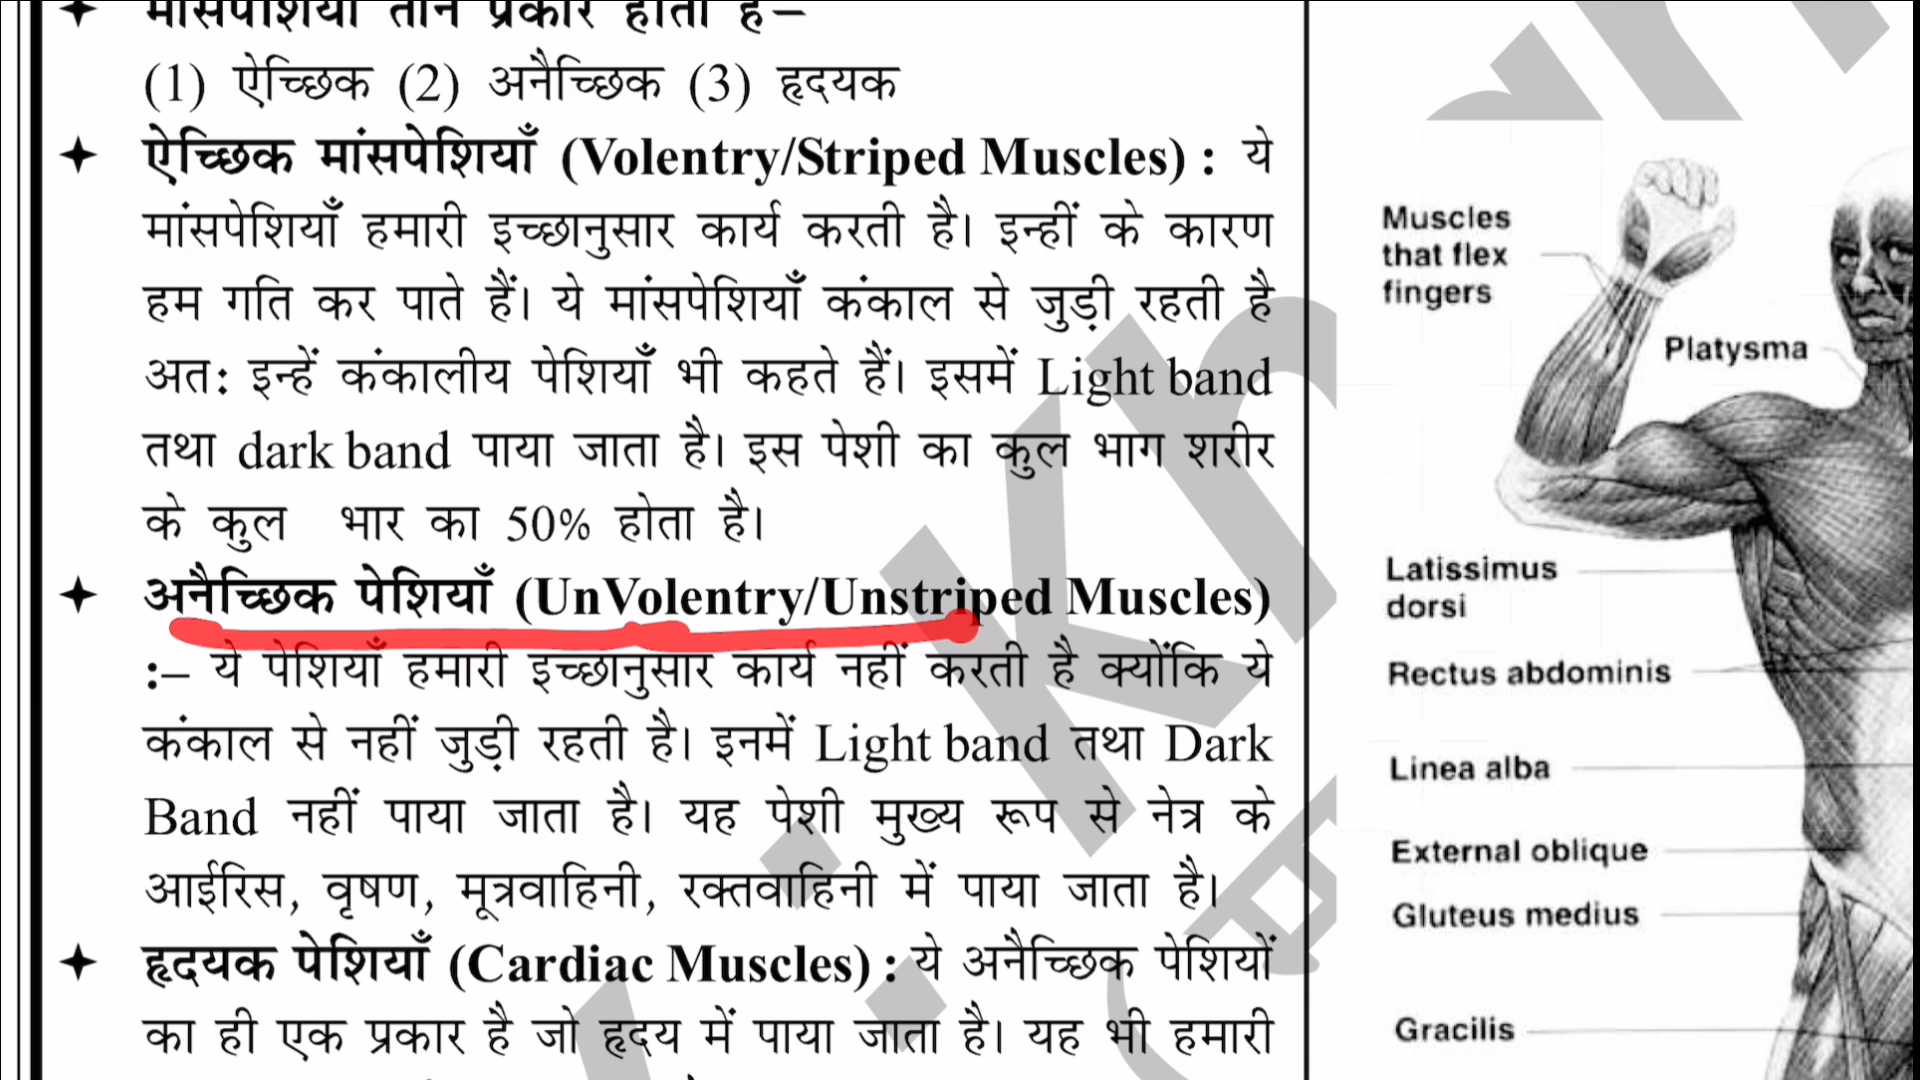 मांसपेशियाँ तीन प्रकार होती है–
(1) ऐच्छिक (2) अनैच्छिक (3) हृदयक
✦ ऐच्छिक मांसपेशियाँ (Volentry/Striped Muscles) : ये
मांसपेशियाँ हमारी इच्छानुसार कार्य करती है। इन्हीं के कारण
हम गति कर पाते हैं। ये मांसपेशियाँ कंकाल से जुड़ी रहती है
अत: इन्हें कंकालीय पेशियाँ भी कहते हैं। इसमें Light band
तथा dark band पाया जाता है। इस पेशी का कुल भाग शरीर
के कुल भार का 50% होता है।
✦ अनैच्छिक पेशियाँ (UnVolentry/Unstriped Muscles)
:– ये पेशियाँ हमारी इच्छानुसार कार्य नहीं करती है क्योंकि ये
कंकाल से नहीं जुड़ी रहती है। इनमें Light band तथा Dark
Band नहीं पाया जाता है। यह पेशी मुख्य रूप से नेत्र के
आईरिस, वृषण, मूत्रवाहिनी, रक्तवाहिनी में पाया जाता है।
✦ हृदयक पेशियाँ (Cardiac Muscles) : ये अनैच्छिक पेशियों
का ही एक प्रकार है जो हृदय में पाया जाता है। यह भी हमारी
Muscles
that flex
fingers
Platysma
Latissimus
dorsi
Rectus abdominis
Linea alba
External oblique
Gluteus medius
Gracilis